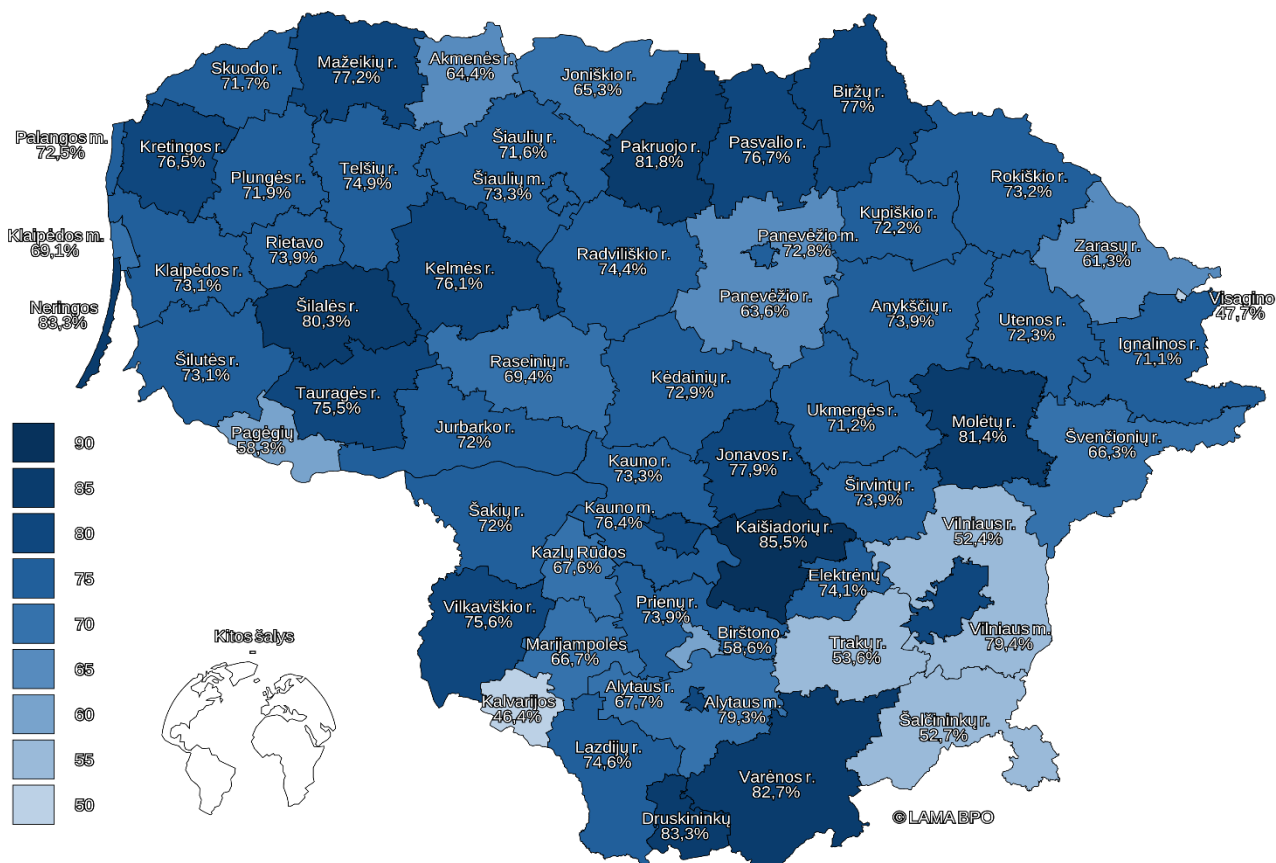 Skuodo r.
71,7%
Mažeikių r.
77,2%
Akmenės r.
64,4%
Joniškio r.
65,3%
Biržų r.
77%
Palangos m.
72,5%
Kretingos r.
76,5%
Plungės r.
71,9%
Telšių r.
74,9%
Šiaulių r.
71,6%
Šiaulių m.
73,3%
Pakruojo r.
81,8%
Pasvalio r.
76,7%
Rokiškio r.
73,2%
Kupiškio r.
72,2%
Klaipėdos m.
69,1%
Klaipėdos r.
73,1%
Rietavo
73,9%
Kelmės r.
76,1%
Radviliškio r.
74,4%
Panevėžio m.
72,8%
Panevėžio r.
63,6%
Zarasų r.
61,3%
Visagino
47,7%
Neringos
83,3%
Šilalės r.
80,3%
Anykščių r.
73,9%
Utenos r.
72,3%
Ignalinos r.
71,1%
Šilutės r.
73,1%
Tauragės r.
75,5%
Raseinių r.
69,4%
Kėdainių r.
72,9%
Ukmergės r.
71,2%
Molėtų r.
81,4%
Švenčionių r.
66,3%
Pagėgių
58,3%
Jurbarko r.
72%
Kauno r.
73,3%
Jonavos r.
77,9%
Širvintų r.
73,9%
Šakių r.
72%
Kauno m.
76,4%
Kaišiadorių r.
85,5%
Vilniaus r.
52,4%
Kazlų Rūdos
67,6%
Elektrėnų
74,1%
Vilkaviškio r.
75,6%
Prienų r.
73,9%
Birštono
58,6%
Trakų r.
53,6%
Vilniaus m.
79,4%
Marijampolės
66,7%
Kalvarijos
46,4%
Alytaus r.
67,7%
Alytaus m.
79,3%
Šalčininkų r.
52,7%
Lazdijų r.
74,6%
Varėnos r.
82,7%
Druskininkų
83,3%
90
85
80
75
70
65
60
55
50
Kitos šalys
© LAMA BPO